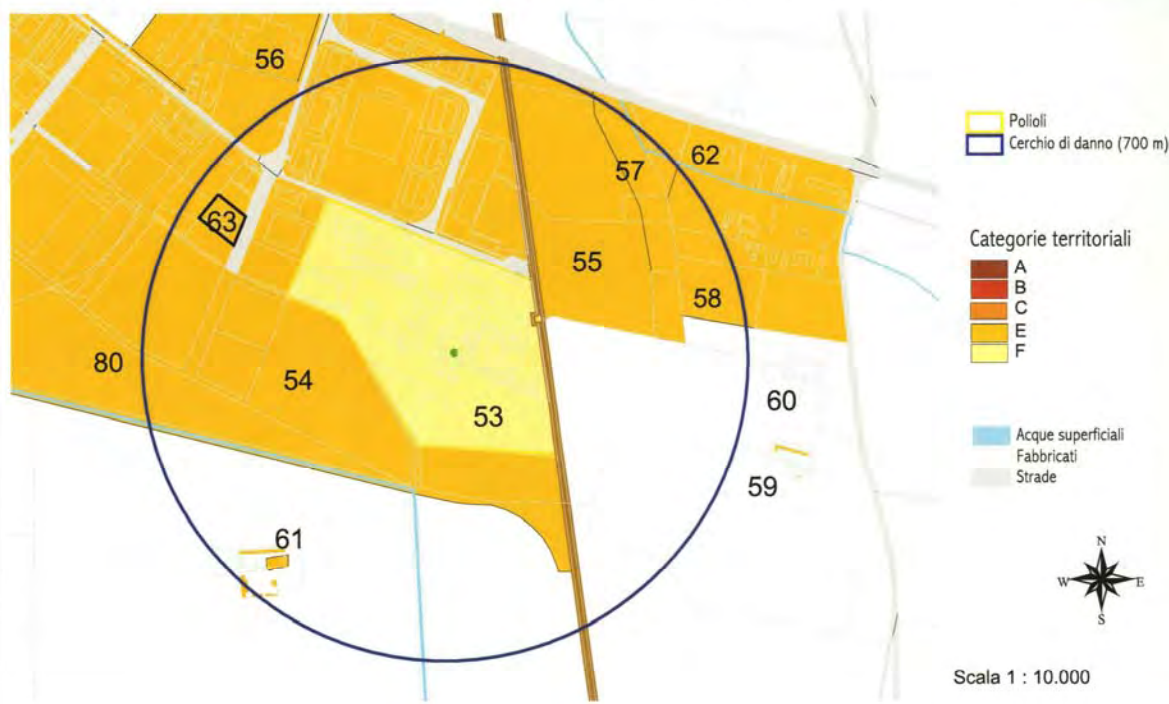 56
57
62
63
55
58
80
54
53
60
59
61
Polioli
Cerchio di danno (700 m)
Categorie territoriali
A
B
C
E
F
Acque superficiali
Fabbricati
Strade
N
W E
S
Scala 1 : 10.000